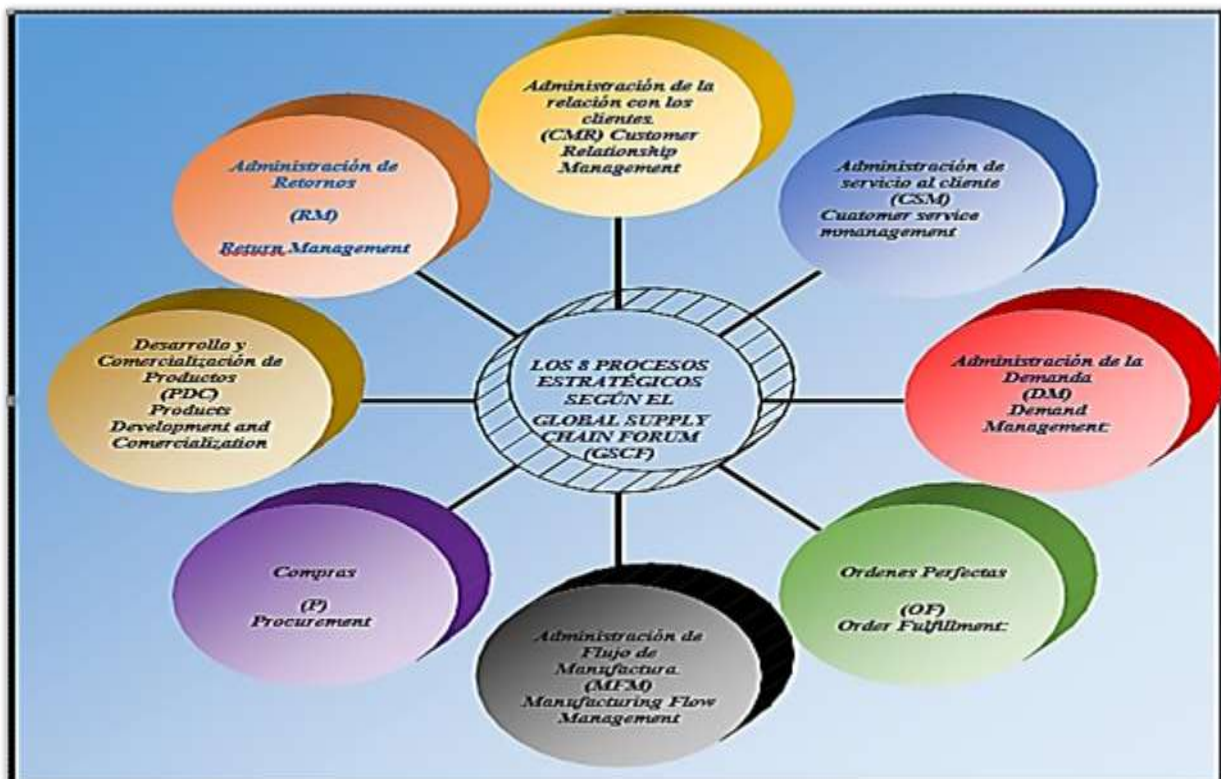 Administración de la
relación con los
clientes.
(CMR) Customer
Relationship
Management
Administración de
servicio al cliente
(CSM)
Cuatomer service
mmanagement
Administración de la
Demanda
(DM)
Demand
Management:
Ordenes Perfectas
(OF)
Order Fulfillment:
Administración de
Flujo de
Manufactura.
(MFM)
Manufacturing Flow
Management
Compras
(P)
Procurement
Desarrollo y
Comercialización de
Productos
(PDC)
Products
Development and
Comercialization
Administración de
Retornos
(RM)
Return Management
LOS 8 PROCESOS
ESTRATÉGICOS
SEGÚN EL
GLOBAL SUPPLY
CHAIN FORUM
(GSCF)